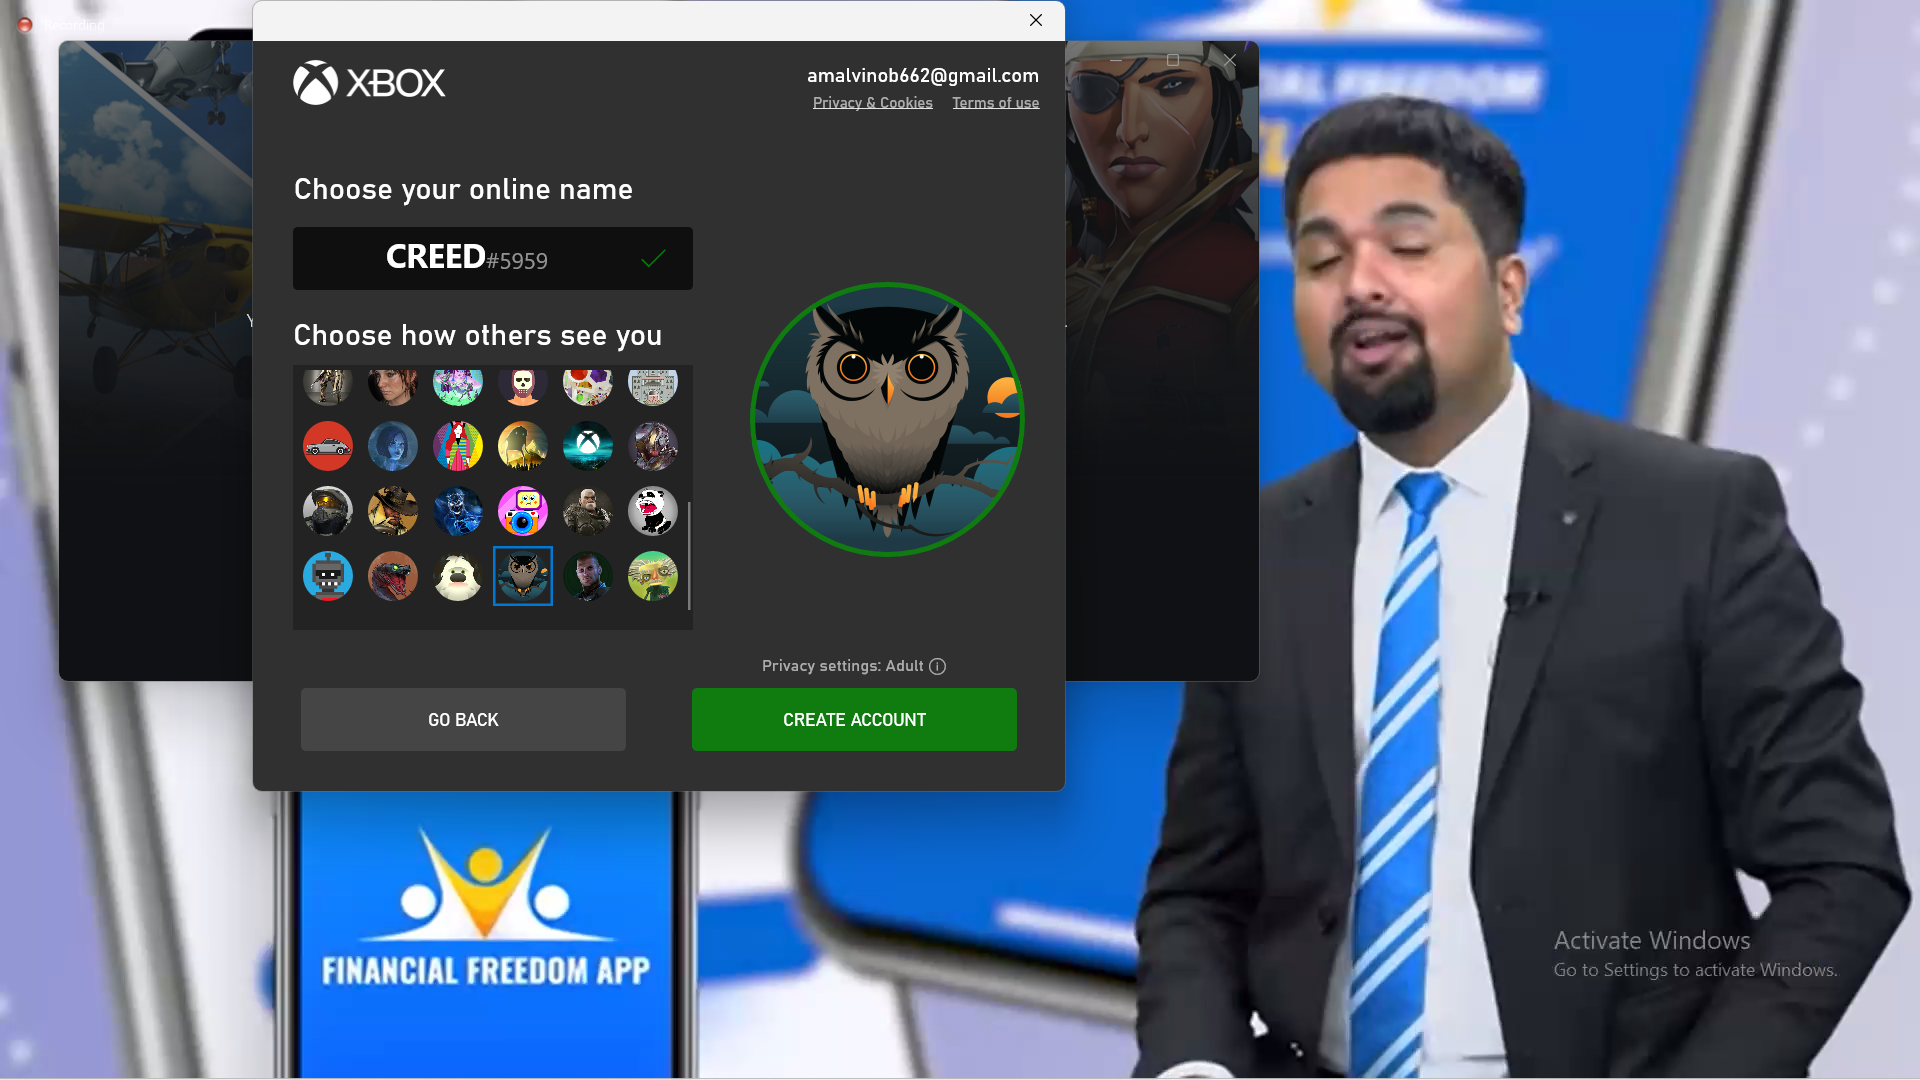 Recording
XBOX
amalvinob662@gmail.com
Privacy & Cookies Terms of use
Choose your online name
CREED#5959
Choose how others see you
Privacy settings: Adult
GO BACK
CREATE ACCOUNT
FINANCIAL FREEDOM APP
Activate Windows
Go to Settings to activate Windows.